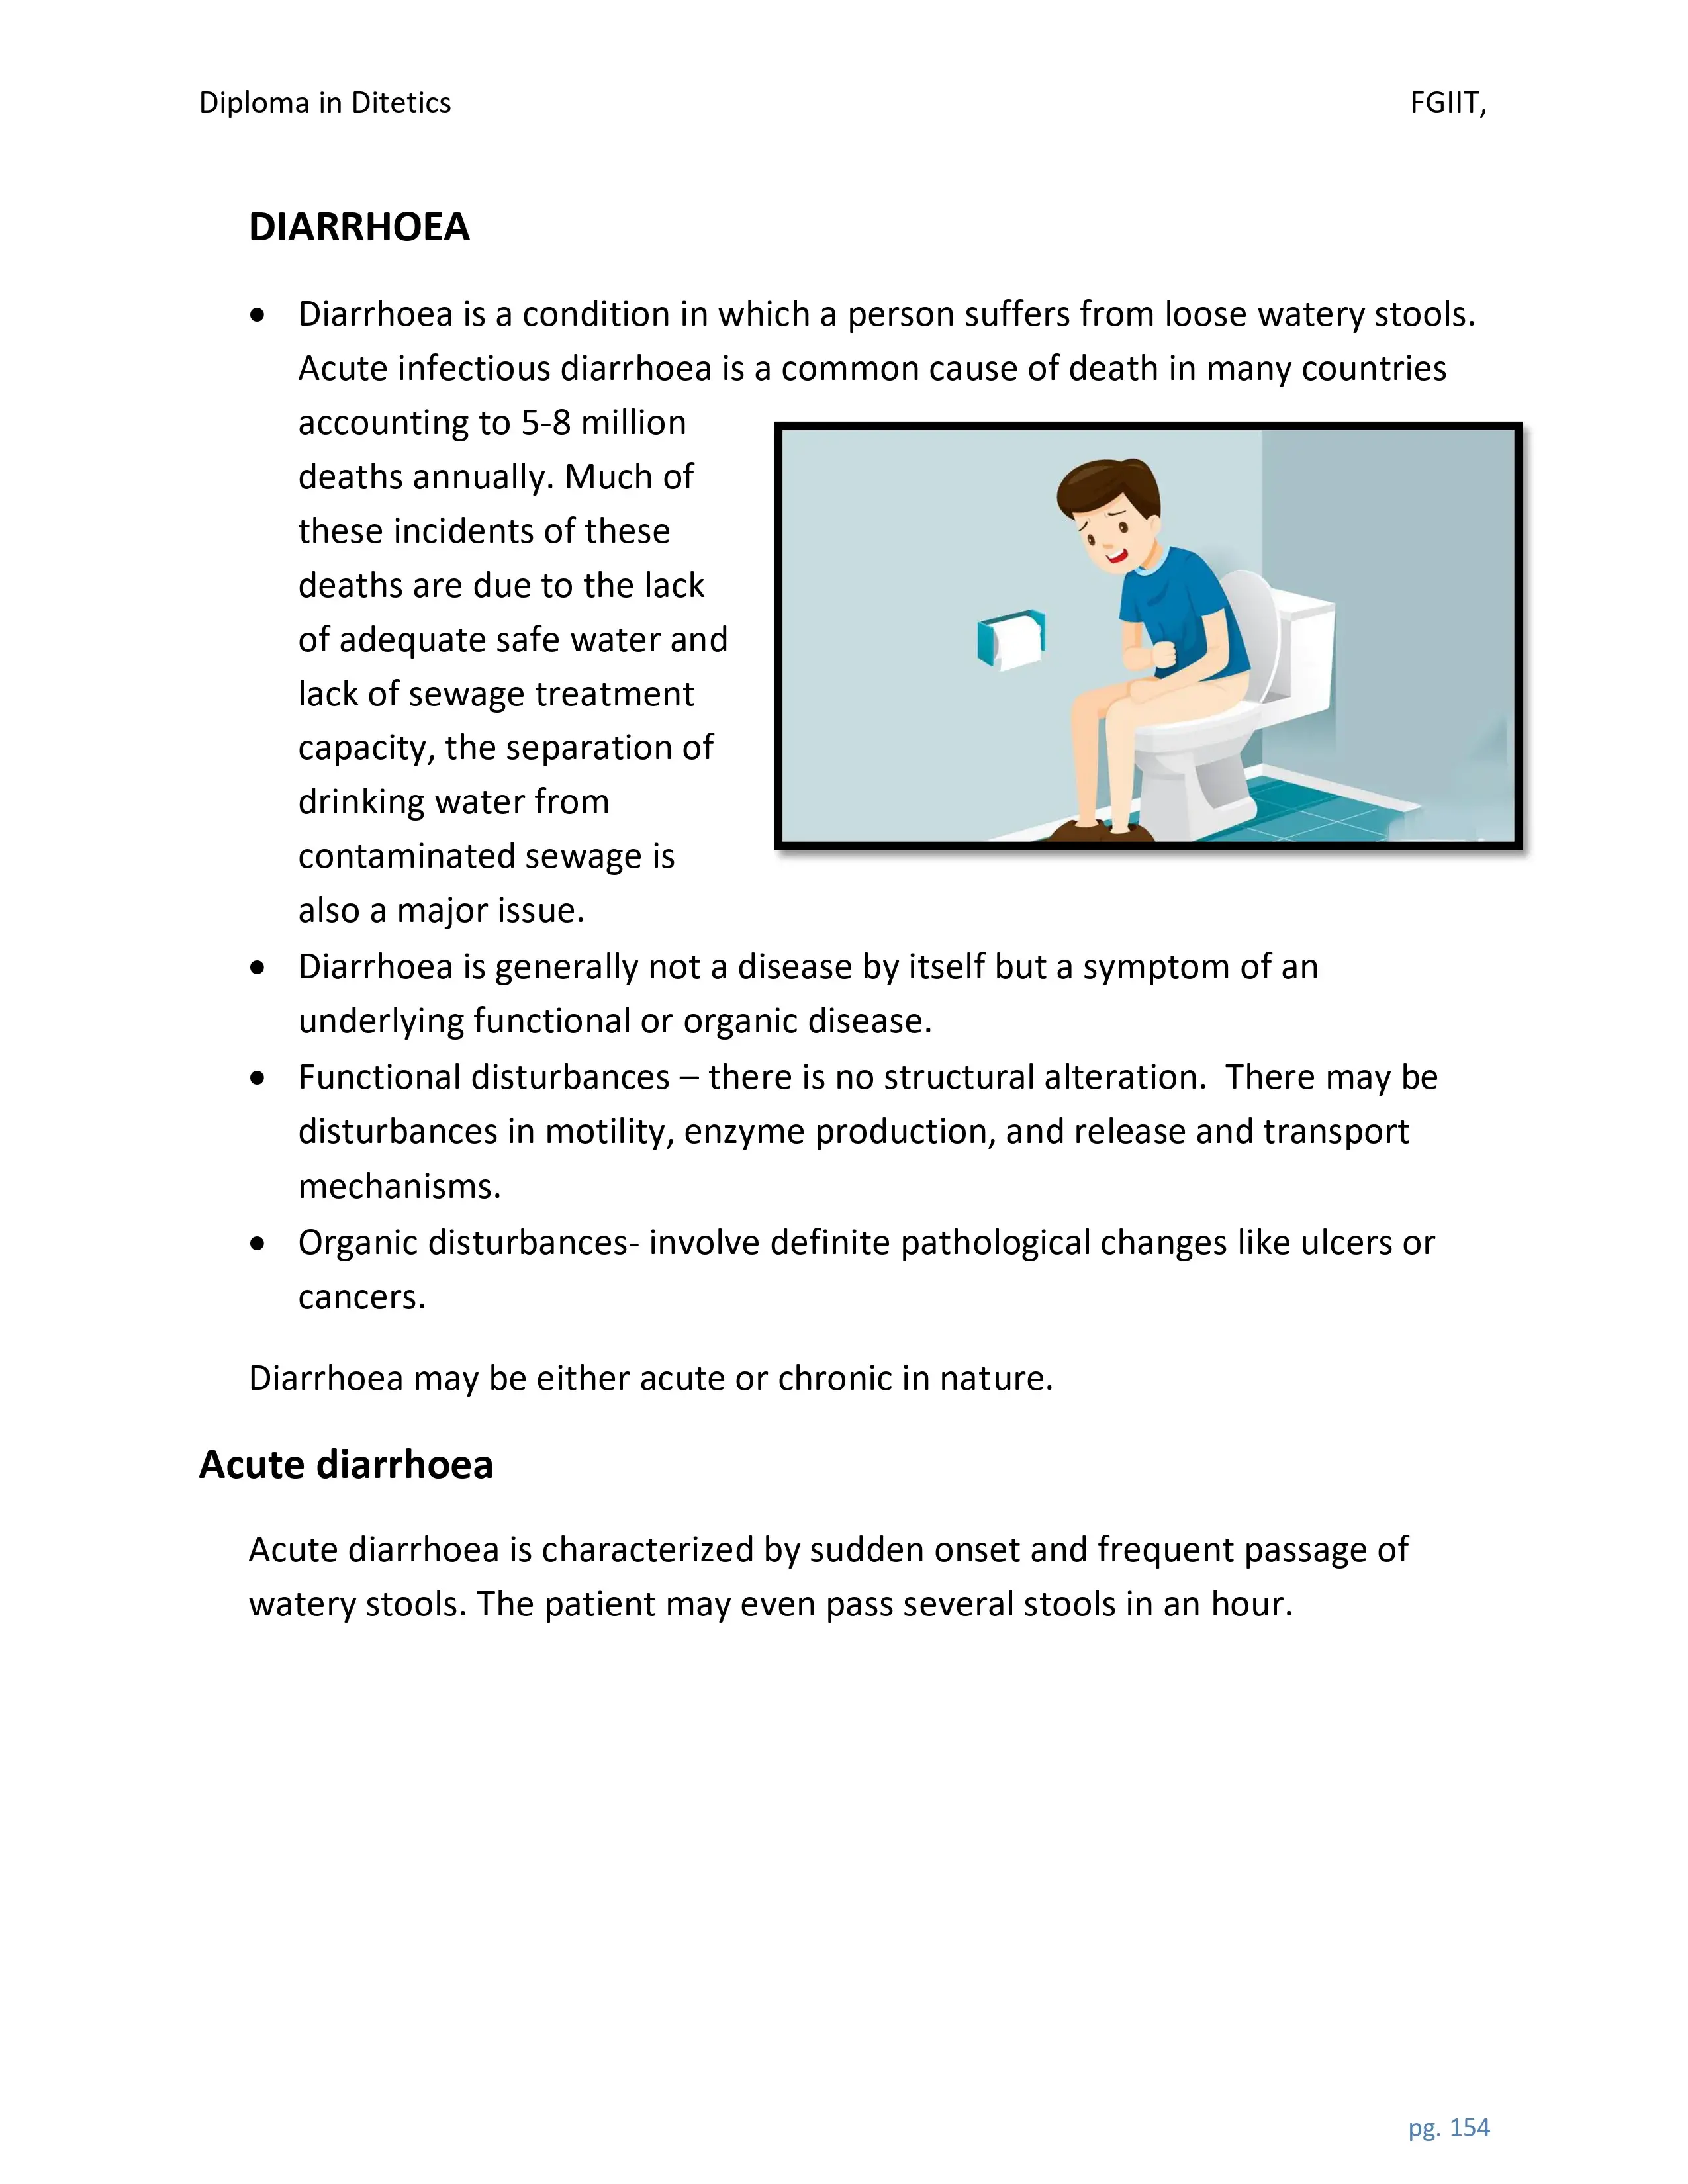 Diploma in Ditetics FGIIT,
DIARRHOEA
• Diarrhoea is a condition in which a person suffers from loose watery stools.
Acute infectious diarrhoea is a common cause of death in many countries
accounting to 5-8 million
deaths annually. Much of
these incidents of these
deaths are due to the lack
of adequate safe water and
lack of sewage treatment
capacity, the separation of
drinking water from
contaminated sewage is
also a major issue.
• Diarrhoea is generally not a disease by itself but a symptom of an
underlying functional or organic disease.
• Functional disturbances – there is no structural alteration.  There may be
disturbances in motility, enzyme production, and release and transport
mechanisms.
• Organic disturbances- involve definite pathological changes like ulcers or
cancers.
Diarrhoea may be either acute or chronic in nature.
Acute diarrhoea
Acute diarrhoea is characterized by sudden onset and frequent passage of
watery stools. The patient may even pass several stools in an hour.
pg. 154